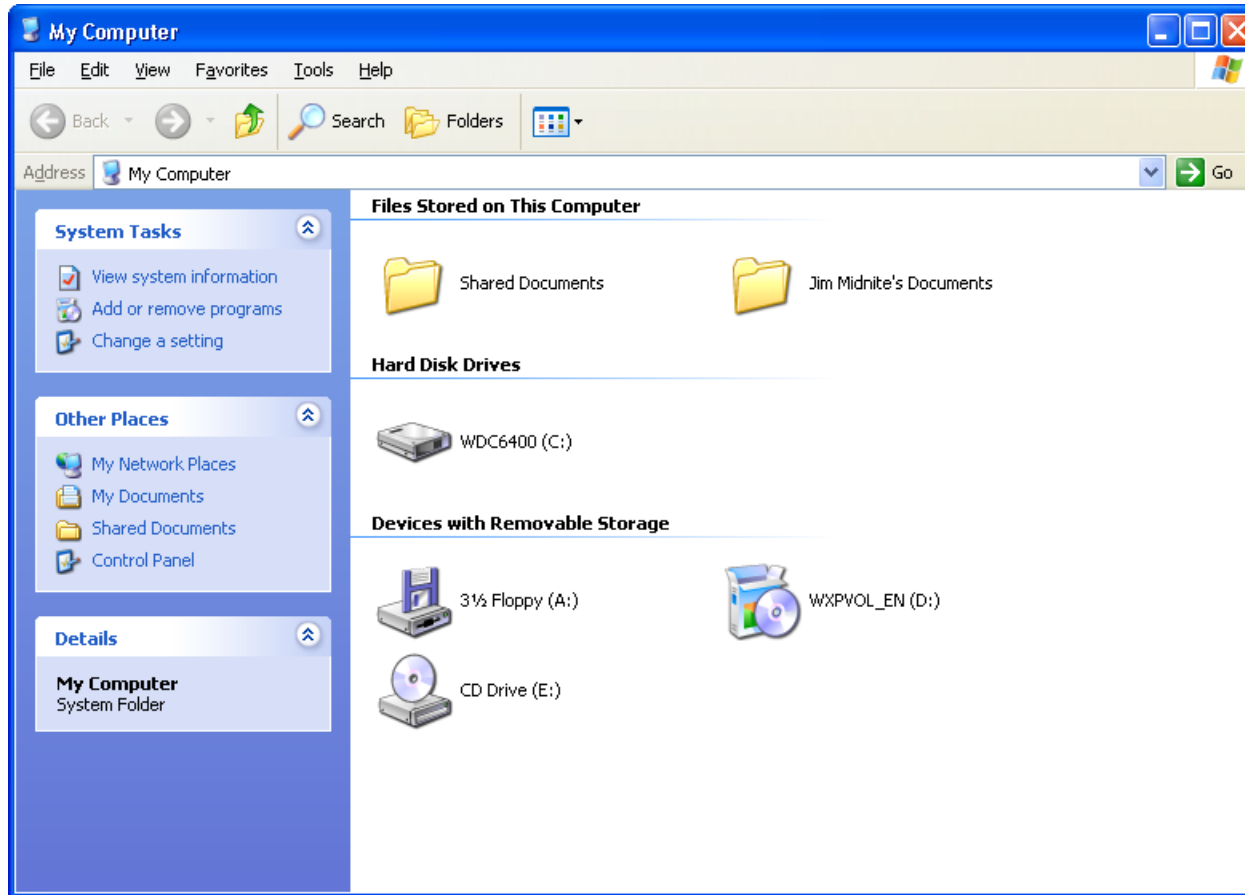 My Computer
File Edit View Favorites Tools Help
Back Search Folders
Address My Computer Go
System Tasks
View system information
Add or remove programs
Change a setting
Other Places
My Network Places
My Documents
Shared Documents
Control Panel
Details
My Computer
System Folder
Files Stored on This Computer
Shared Documents Jim Midnite's Documents
Hard Disk Drives
WDC6400 (C:)
Devices with Removable Storage
3½ Floppy (A:) WXPVOL_EN (D:)
CD Drive (E:)